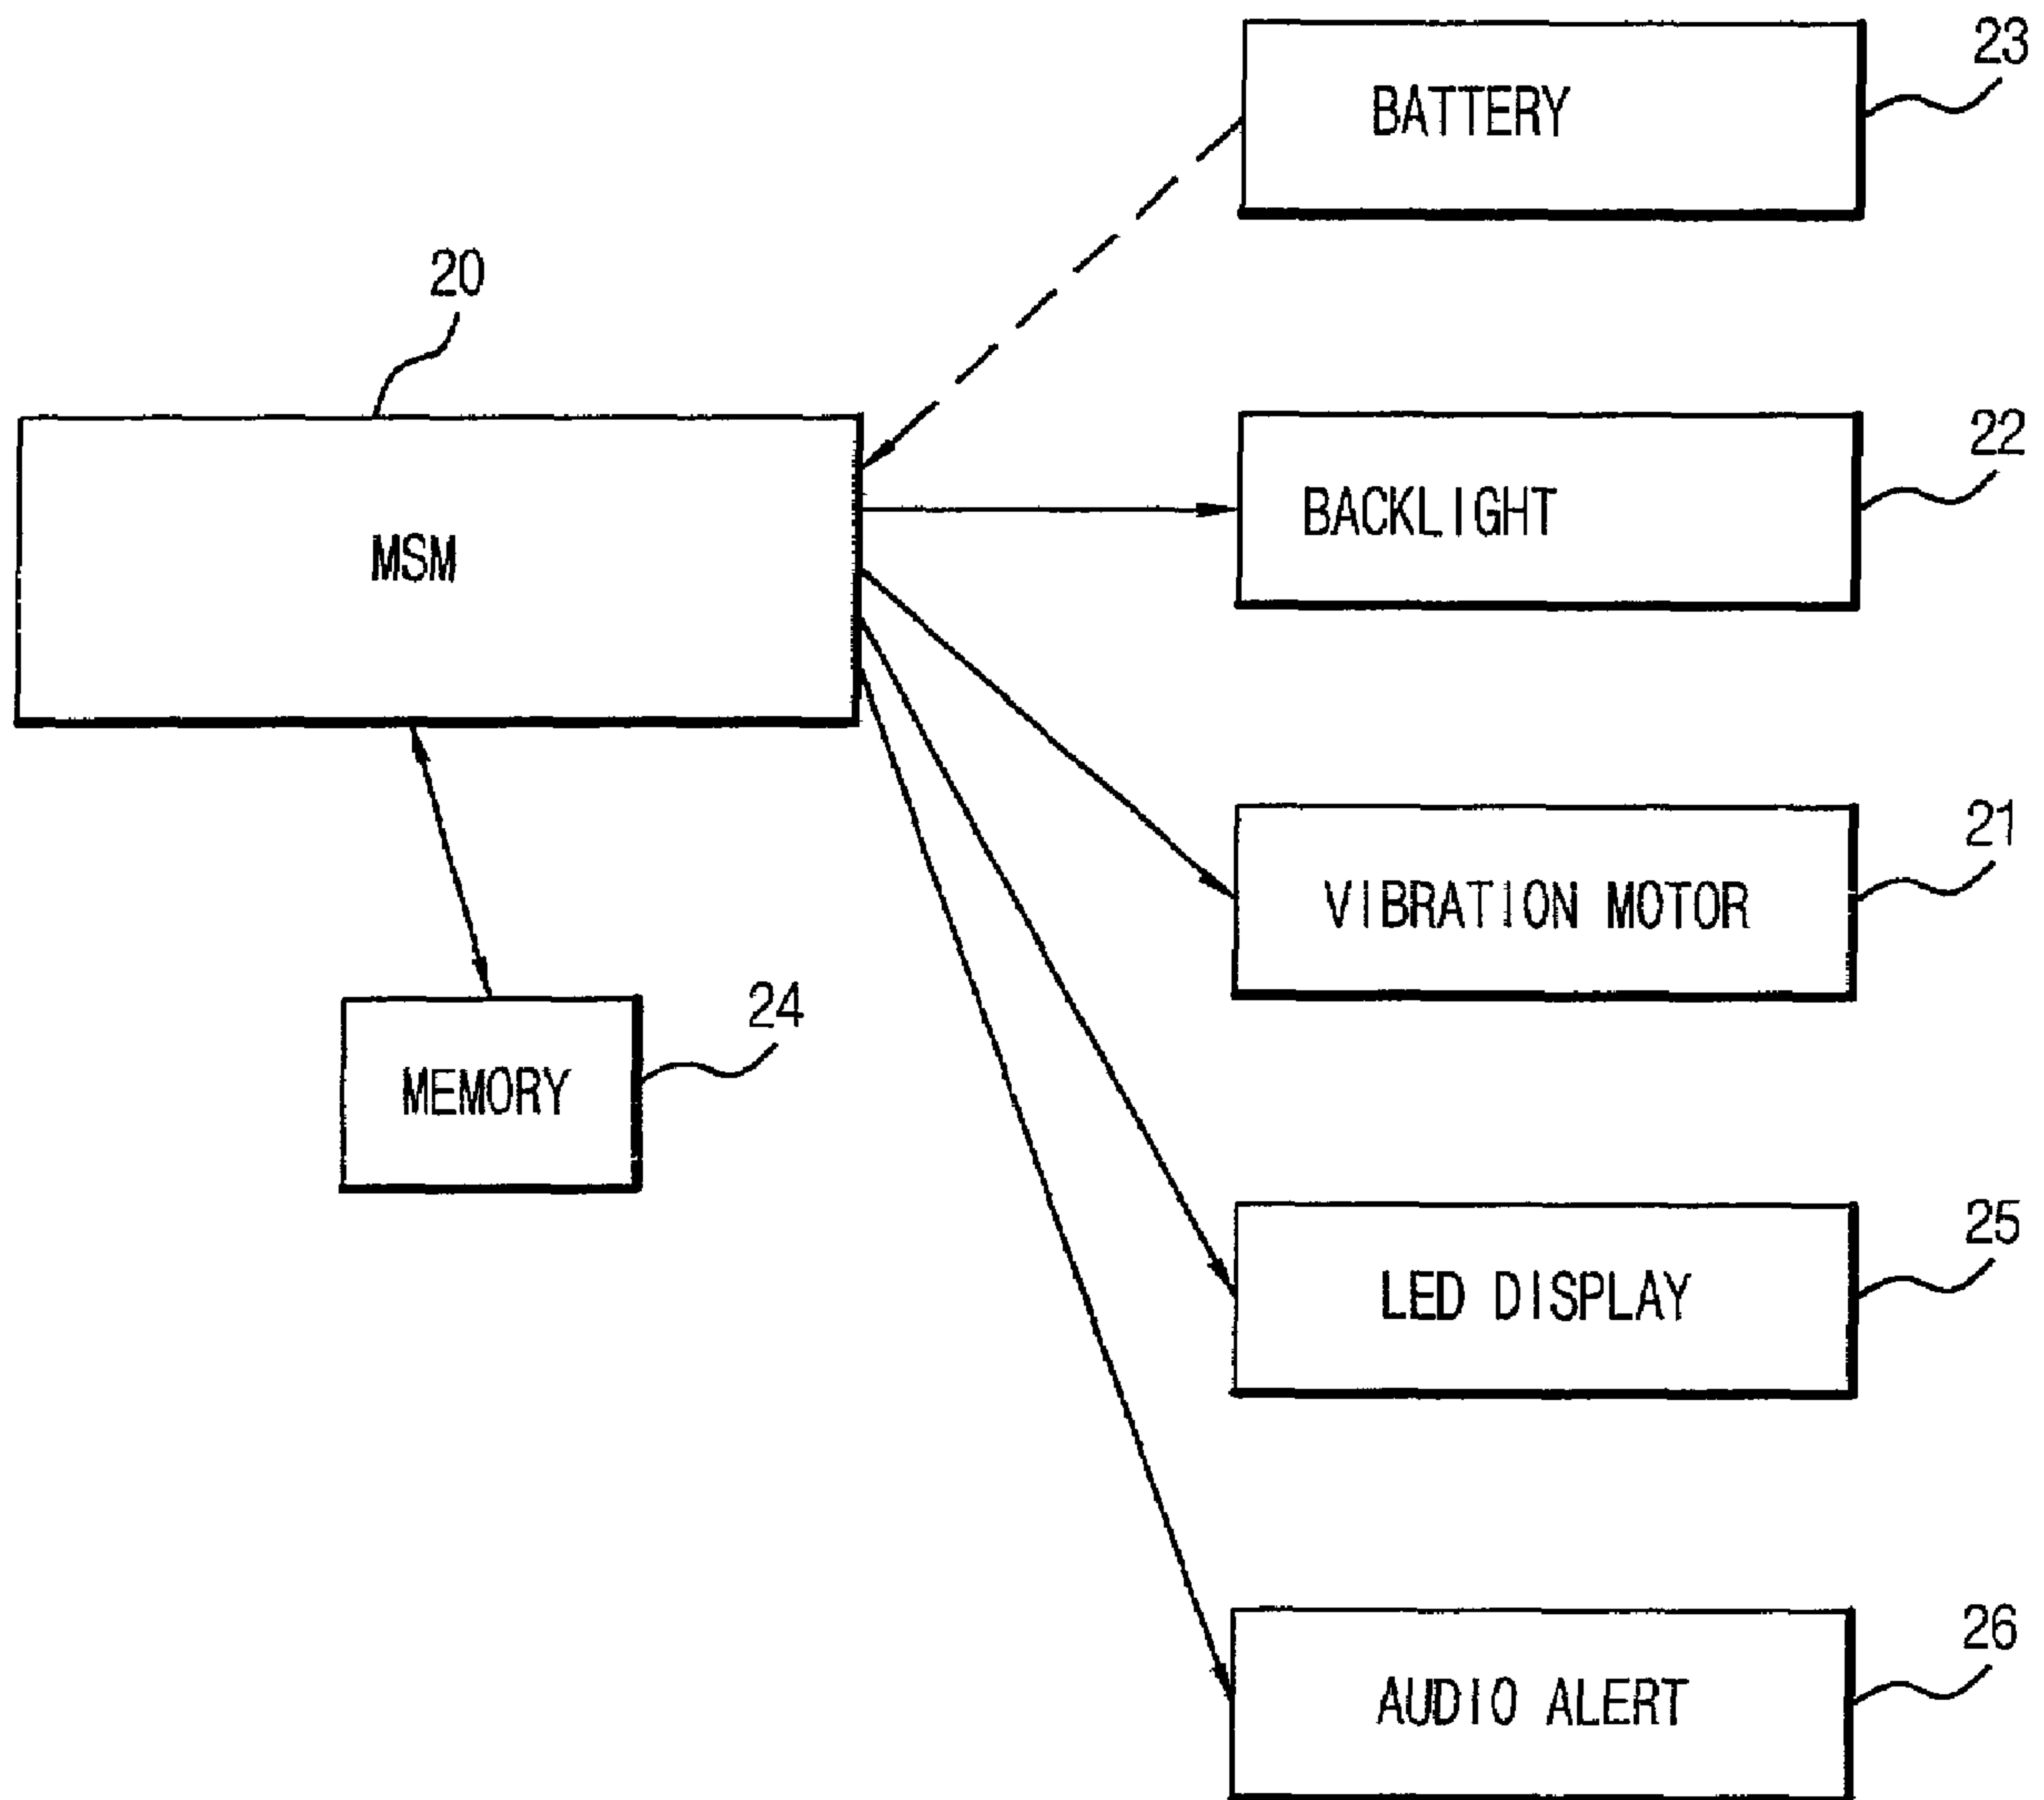 23
BATTERY
20
22
MSM
BACKLIGHT
21
VIBRATION MOTOR
24
MEMORY
25
LED DISPLAY
26
AUDIO ALERT